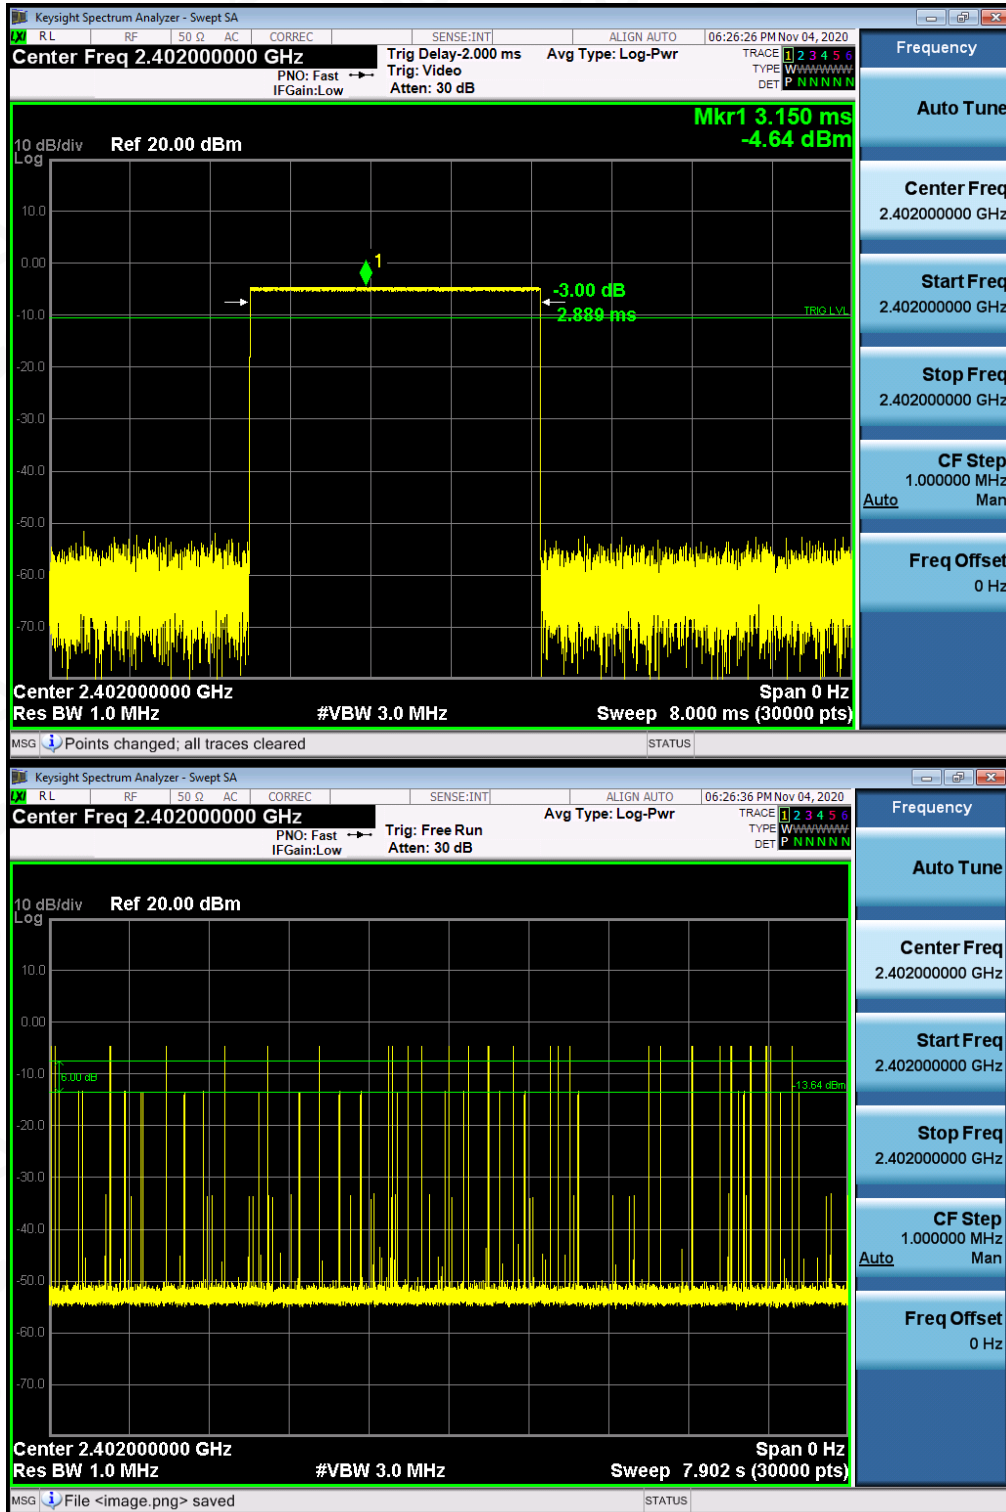 Keysight Spectrum Analyzer - Swept SA
LXI RL RF 50 Ω AC CORREC SENSE:INT ALIGN AUTO 06:26:26 PM Nov 04, 2020
Center Freq 2.402000000 GHz Trig Delay-2.000 ms Avg Type: Log-Pwr TRACE 1 2 3 4 5 6
PNO: Fast Trig: Video TYPE WWWWWW
IFGain:Low Atten: 30 dB DET P N N N N N
Mkr1 3.150 ms
-4.64 dBm
10 dB/div Ref 20.00 dBm
Log
10.0
0.00
1
-3.00 dB
2.889 ms
TRIG LVL
-10.0
-20.0
-30.0
-40.0
-50.0
-60.0
-70.0
Center 2.402000000 GHz Span 0 Hz
Res BW 1.0 MHz #VBW 3.0 MHz Sweep 8.000 ms (30000 pts)
MSG Points changed; all traces cleared STATUS
Frequency
Auto Tune
Center Freq
2.402000000 GHz
Start Freq
2.402000000 GHz
Stop Freq
2.402000000 GHz
CF Step
1.000000 MHz
Auto Man
Freq Offset
0 Hz
Keysight Spectrum Analyzer - Swept SA
LXI RL RF 50 Ω AC CORREC SENSE:INT ALIGN AUTO 06:26:36 PM Nov 04, 2020
Center Freq 2.402000000 GHz Avg Type: Log-Pwr TRACE 1 2 3 4 5 6
PNO: Fast Trig: Free Run TYPE WWWWWW
IFGain:Low Atten: 30 dB DET P N N N N N
10 dB/div Ref 20.00 dBm
Log
10.0
0.00
-10.0
6.00 dB
-13.64 dBm
-20.0
-30.0
-40.0
-50.0
-60.0
-70.0
Center 2.402000000 GHz Span 0 Hz
Res BW 1.0 MHz #VBW 3.0 MHz Sweep 7.902 s (30000 pts)
MSG File <image.png> saved STATUS
Frequency
Auto Tune
Center Freq
2.402000000 GHz
Start Freq
2.402000000 GHz
Stop Freq
2.402000000 GHz
CF Step
1.000000 MHz
Auto Man
Freq Offset
0 Hz